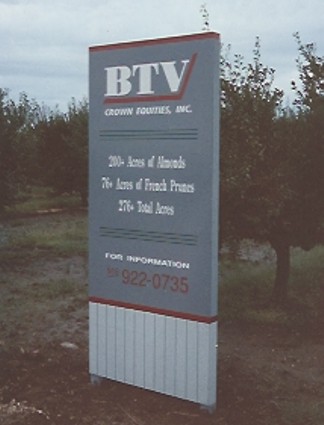 BTV
CROWN EQUITIES, INC.
200+ Acres of Almonds
76+ Acres of French Prunes
276+ Total Acres
FOR INFORMATION
922-0735